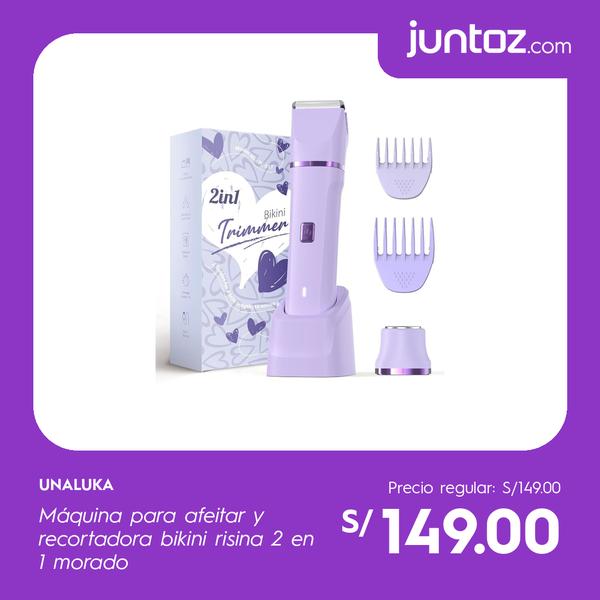 juntoz.com
2in1
Bikini
Trimmer
UNALUKA
Máquina para afeitar y
recortadora bikini risina 2 en
1 morado
Precio regular: S/149.00
S/149.00